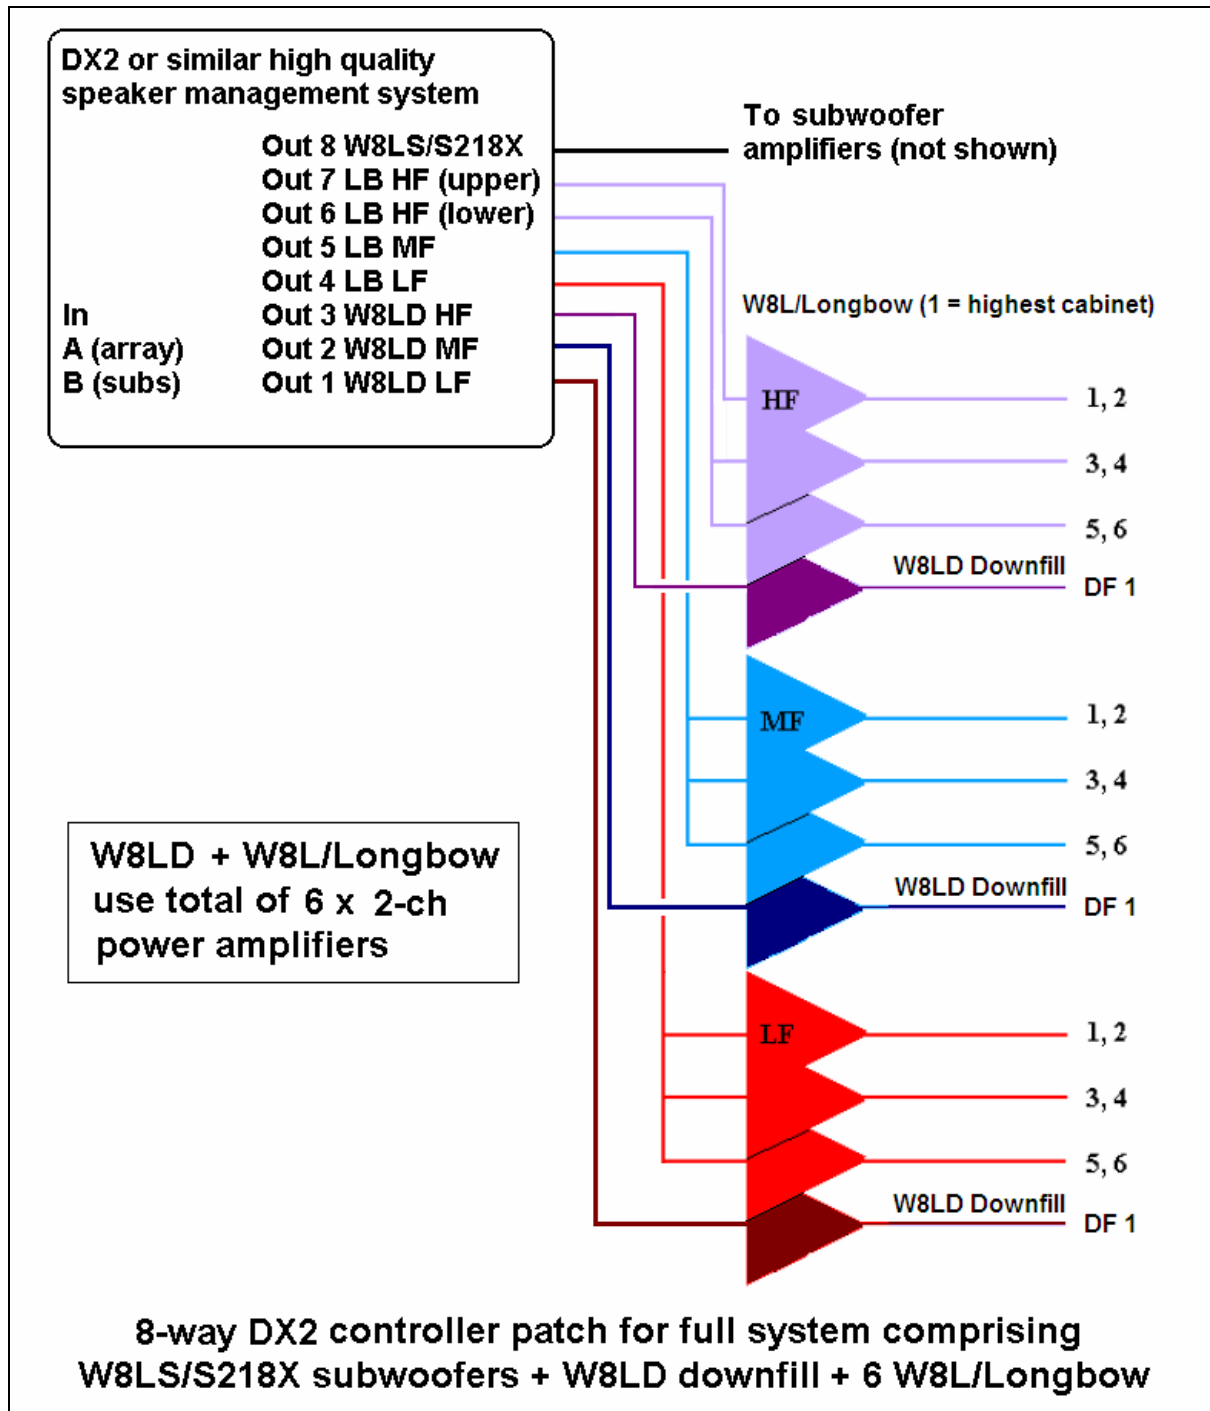 DX2 or similar high quality
speaker management system
Out 8 W8LS/S218X
Out 7 LB HF (upper)
Out 6 LB HF (lower)
Out 5 LB MF
Out 4 LB LF
In
Out 3 W8LD HF
A (array)
Out 2 W8LD MF
B (subs)
Out 1 W8LD LF
To subwoofer
amplifiers (not shown)
W8L/Longbow (1 = highest cabinet)
HF
1, 2
3, 4
5, 6
W8LD Downfill
DF 1
MF
1, 2
3, 4
5, 6
W8LD Downfill
DF 1
LF
1, 2
3, 4
5, 6
W8LD Downfill
DF 1
W8LD + W8L/Longbow
use total of 6 x 2-ch
power amplifiers
8-way DX2 controller patch for full system comprising
W8LS/S218X subwoofers + W8LD downfill + 6 W8L/Longbow